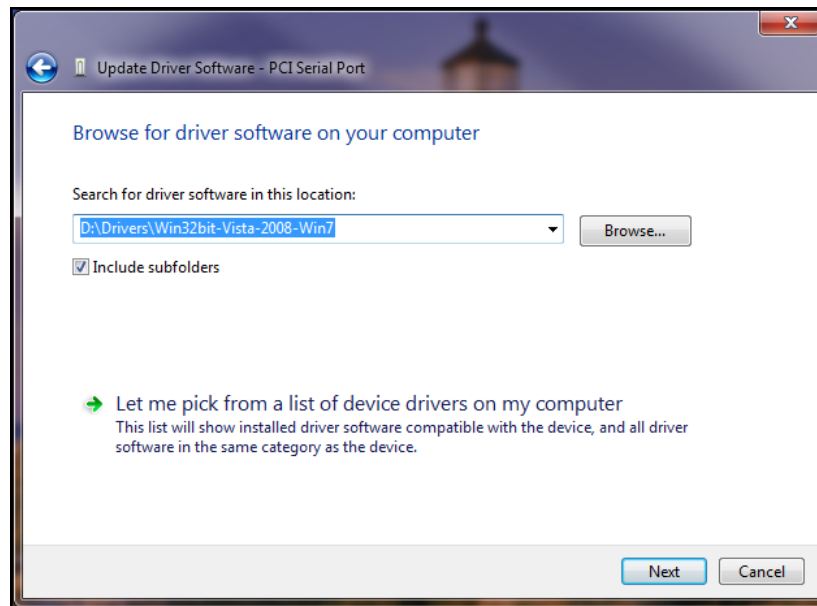 Update Driver Software - PCI Serial Port
Browse for driver software on your computer
Search for driver software in this location:
D:\Drivers\Win32bit-Vista-2008-Win7
Browse...
Include subfolders
Let me pick from a list of device drivers on my computer
This list will show installed driver software compatible with the device, and all driver
software in the same category as the device.
Next
Cancel